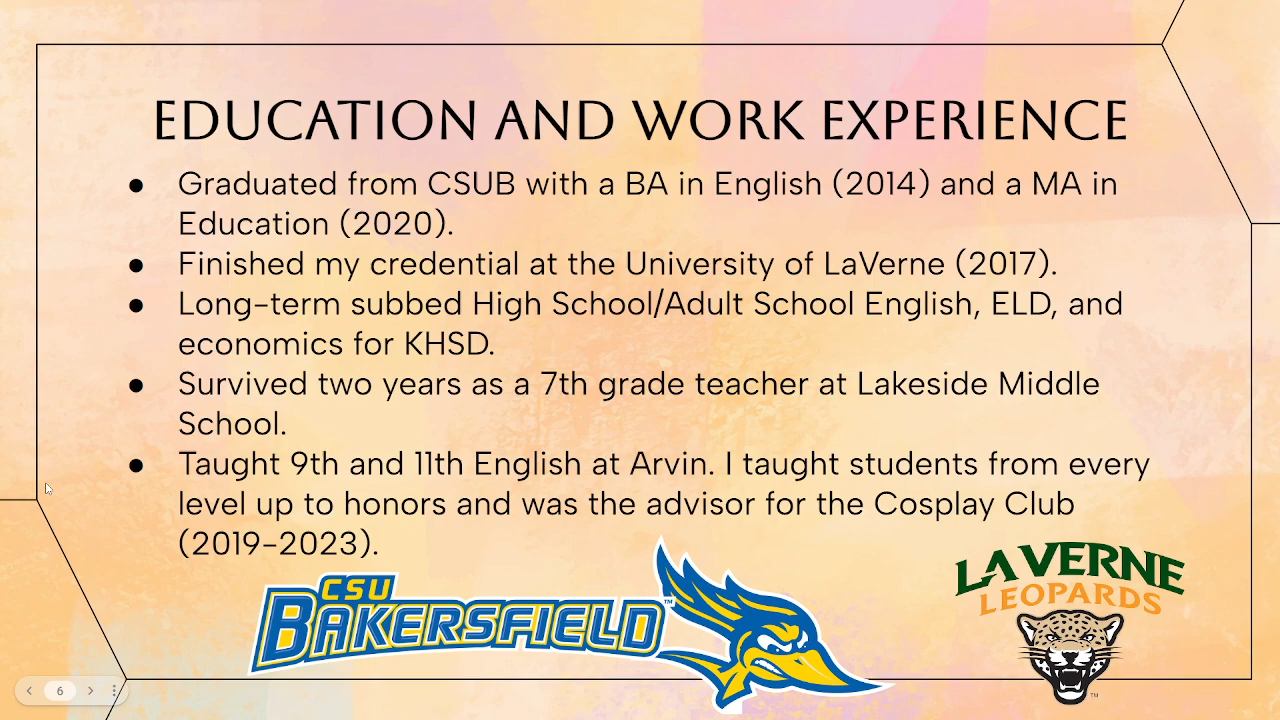 EDUCATION AND WORK EXPERIENCE
● Graduated from CSUB with a BA in English (2014) and a MA in
Education (2020).
● Finished my credential at the University of LaVerne (2017).
● Long-term subbed High School/Adult School English, ELD, and
economics for KHSD.
● Survived two years as a 7th grade teacher at Lakeside Middle
School.
● Taught 9th and 11th English at Arvin. I taught students from every
level up to honors and was the advisor for the Cosplay Club
(2019-2023).
CSU
BAKERSFIELD™
LA VERNE
LEOPARDS
™
6